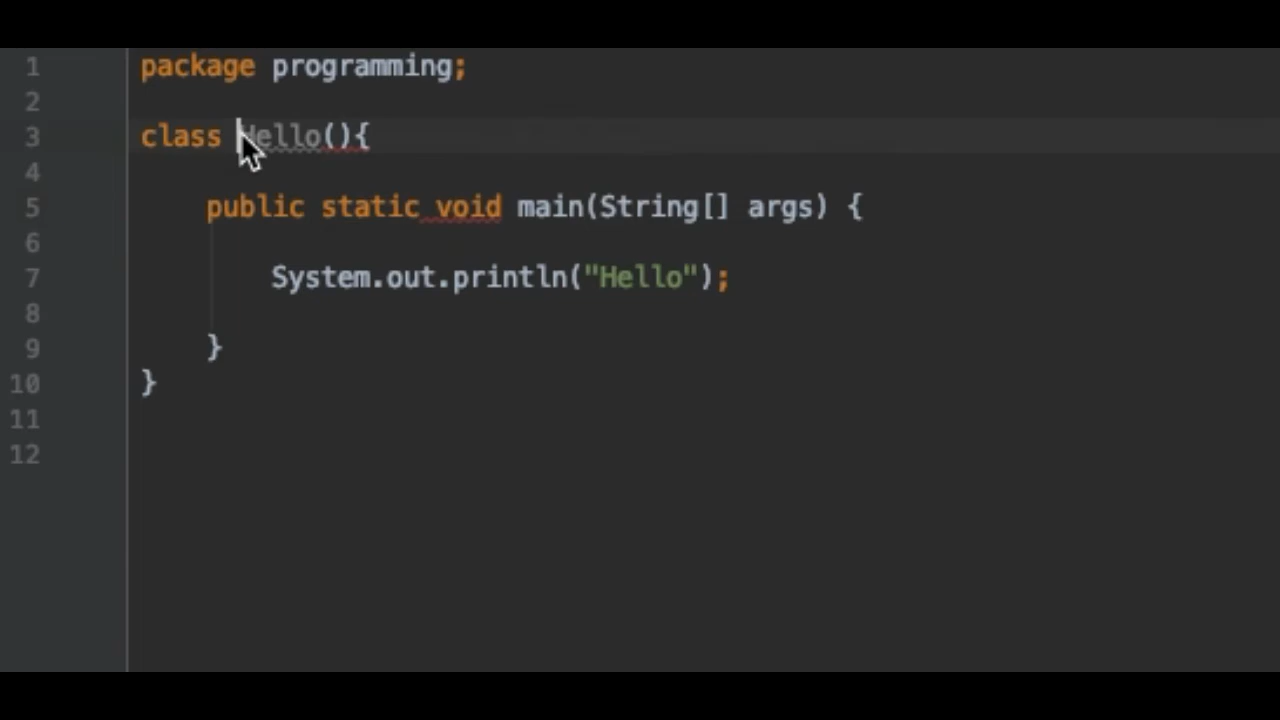 1 package programming;
2
3 class Hello(){
4
5     public static void main(String[] args) {
6
7         System.out.println("Hello");
8
9     }
10 }
11
12